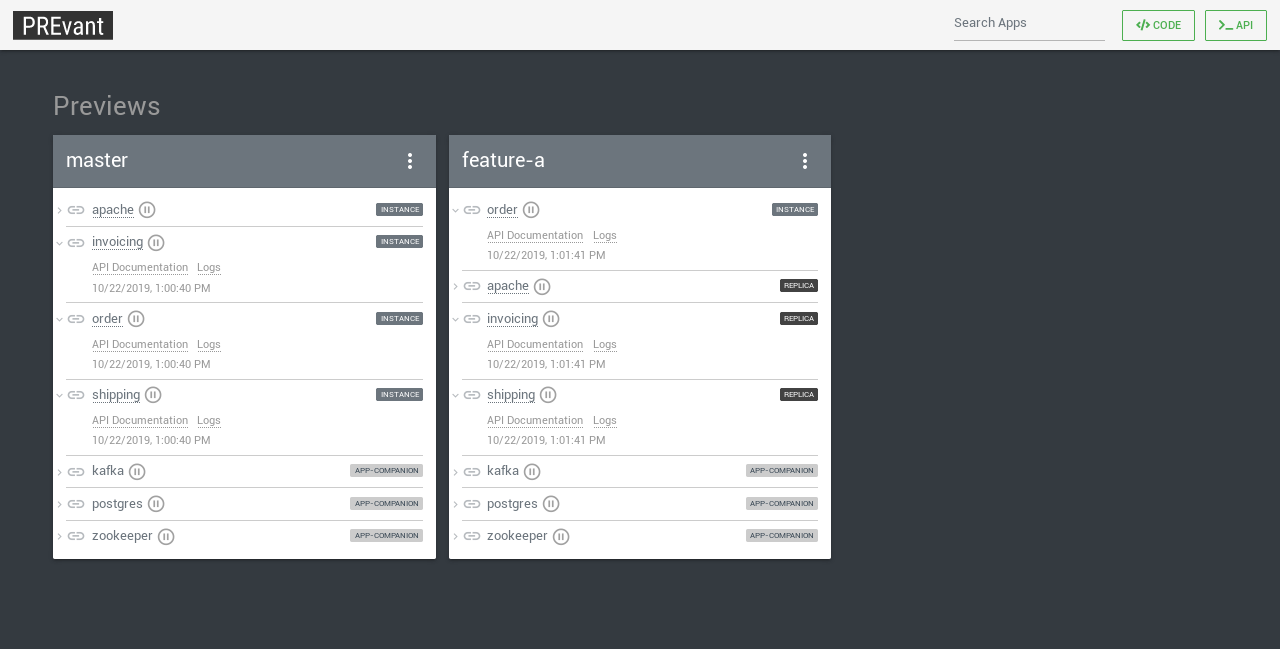 PREvant
Search Apps
CODE
API
Previews
master
apache INSTANCE
invoicing INSTANCE
API Documentation Logs
10/22/2019, 1:00:40 PM
order INSTANCE
API Documentation Logs
10/22/2019, 1:00:40 PM
shipping INSTANCE
API Documentation Logs
10/22/2019, 1:00:40 PM
kafka APP-COMPANION
postgres APP-COMPANION
zookeeper APP-COMPANION
feature-a
order INSTANCE
API Documentation Logs
10/22/2019, 1:01:41 PM
apache REPLICA
invoicing REPLICA
API Documentation Logs
10/22/2019, 1:01:41 PM
shipping REPLICA
API Documentation Logs
10/22/2019, 1:01:41 PM
kafka APP-COMPANION
postgres APP-COMPANION
zookeeper APP-COMPANION